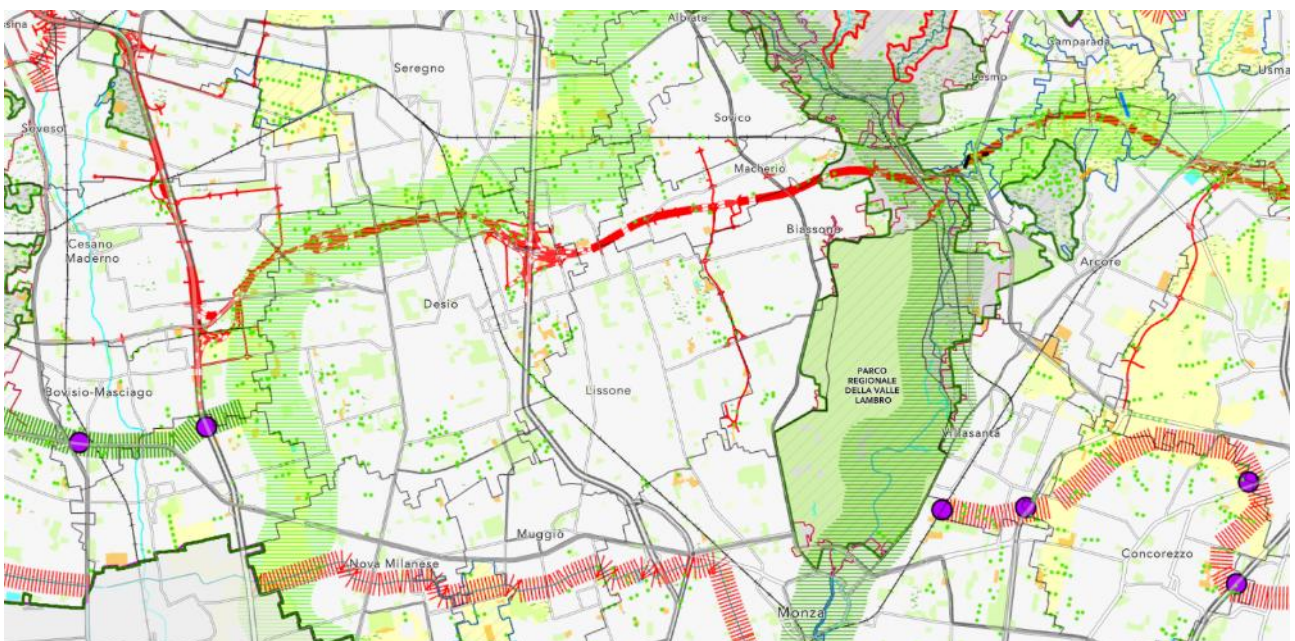 Albiate
ssina
Camparada
Seregno
Usma
Lesmo
Sovico
Seveso
Macherio
Biassono
Cesano
Maderno
Arcore
Desio
PARCO
REGIONALE
DELLA VALLE
LAMBRO
Lissone
Bovisio-Masciago
Villasanta
Muggiò
Concorezzo
Nova Milanese
Monza